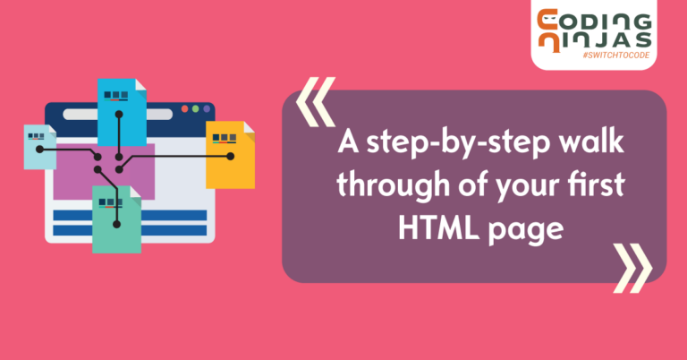 CODING
NINJAS
#SWITCHTOCODE
A step-by-step walk
through of your first
HTML page